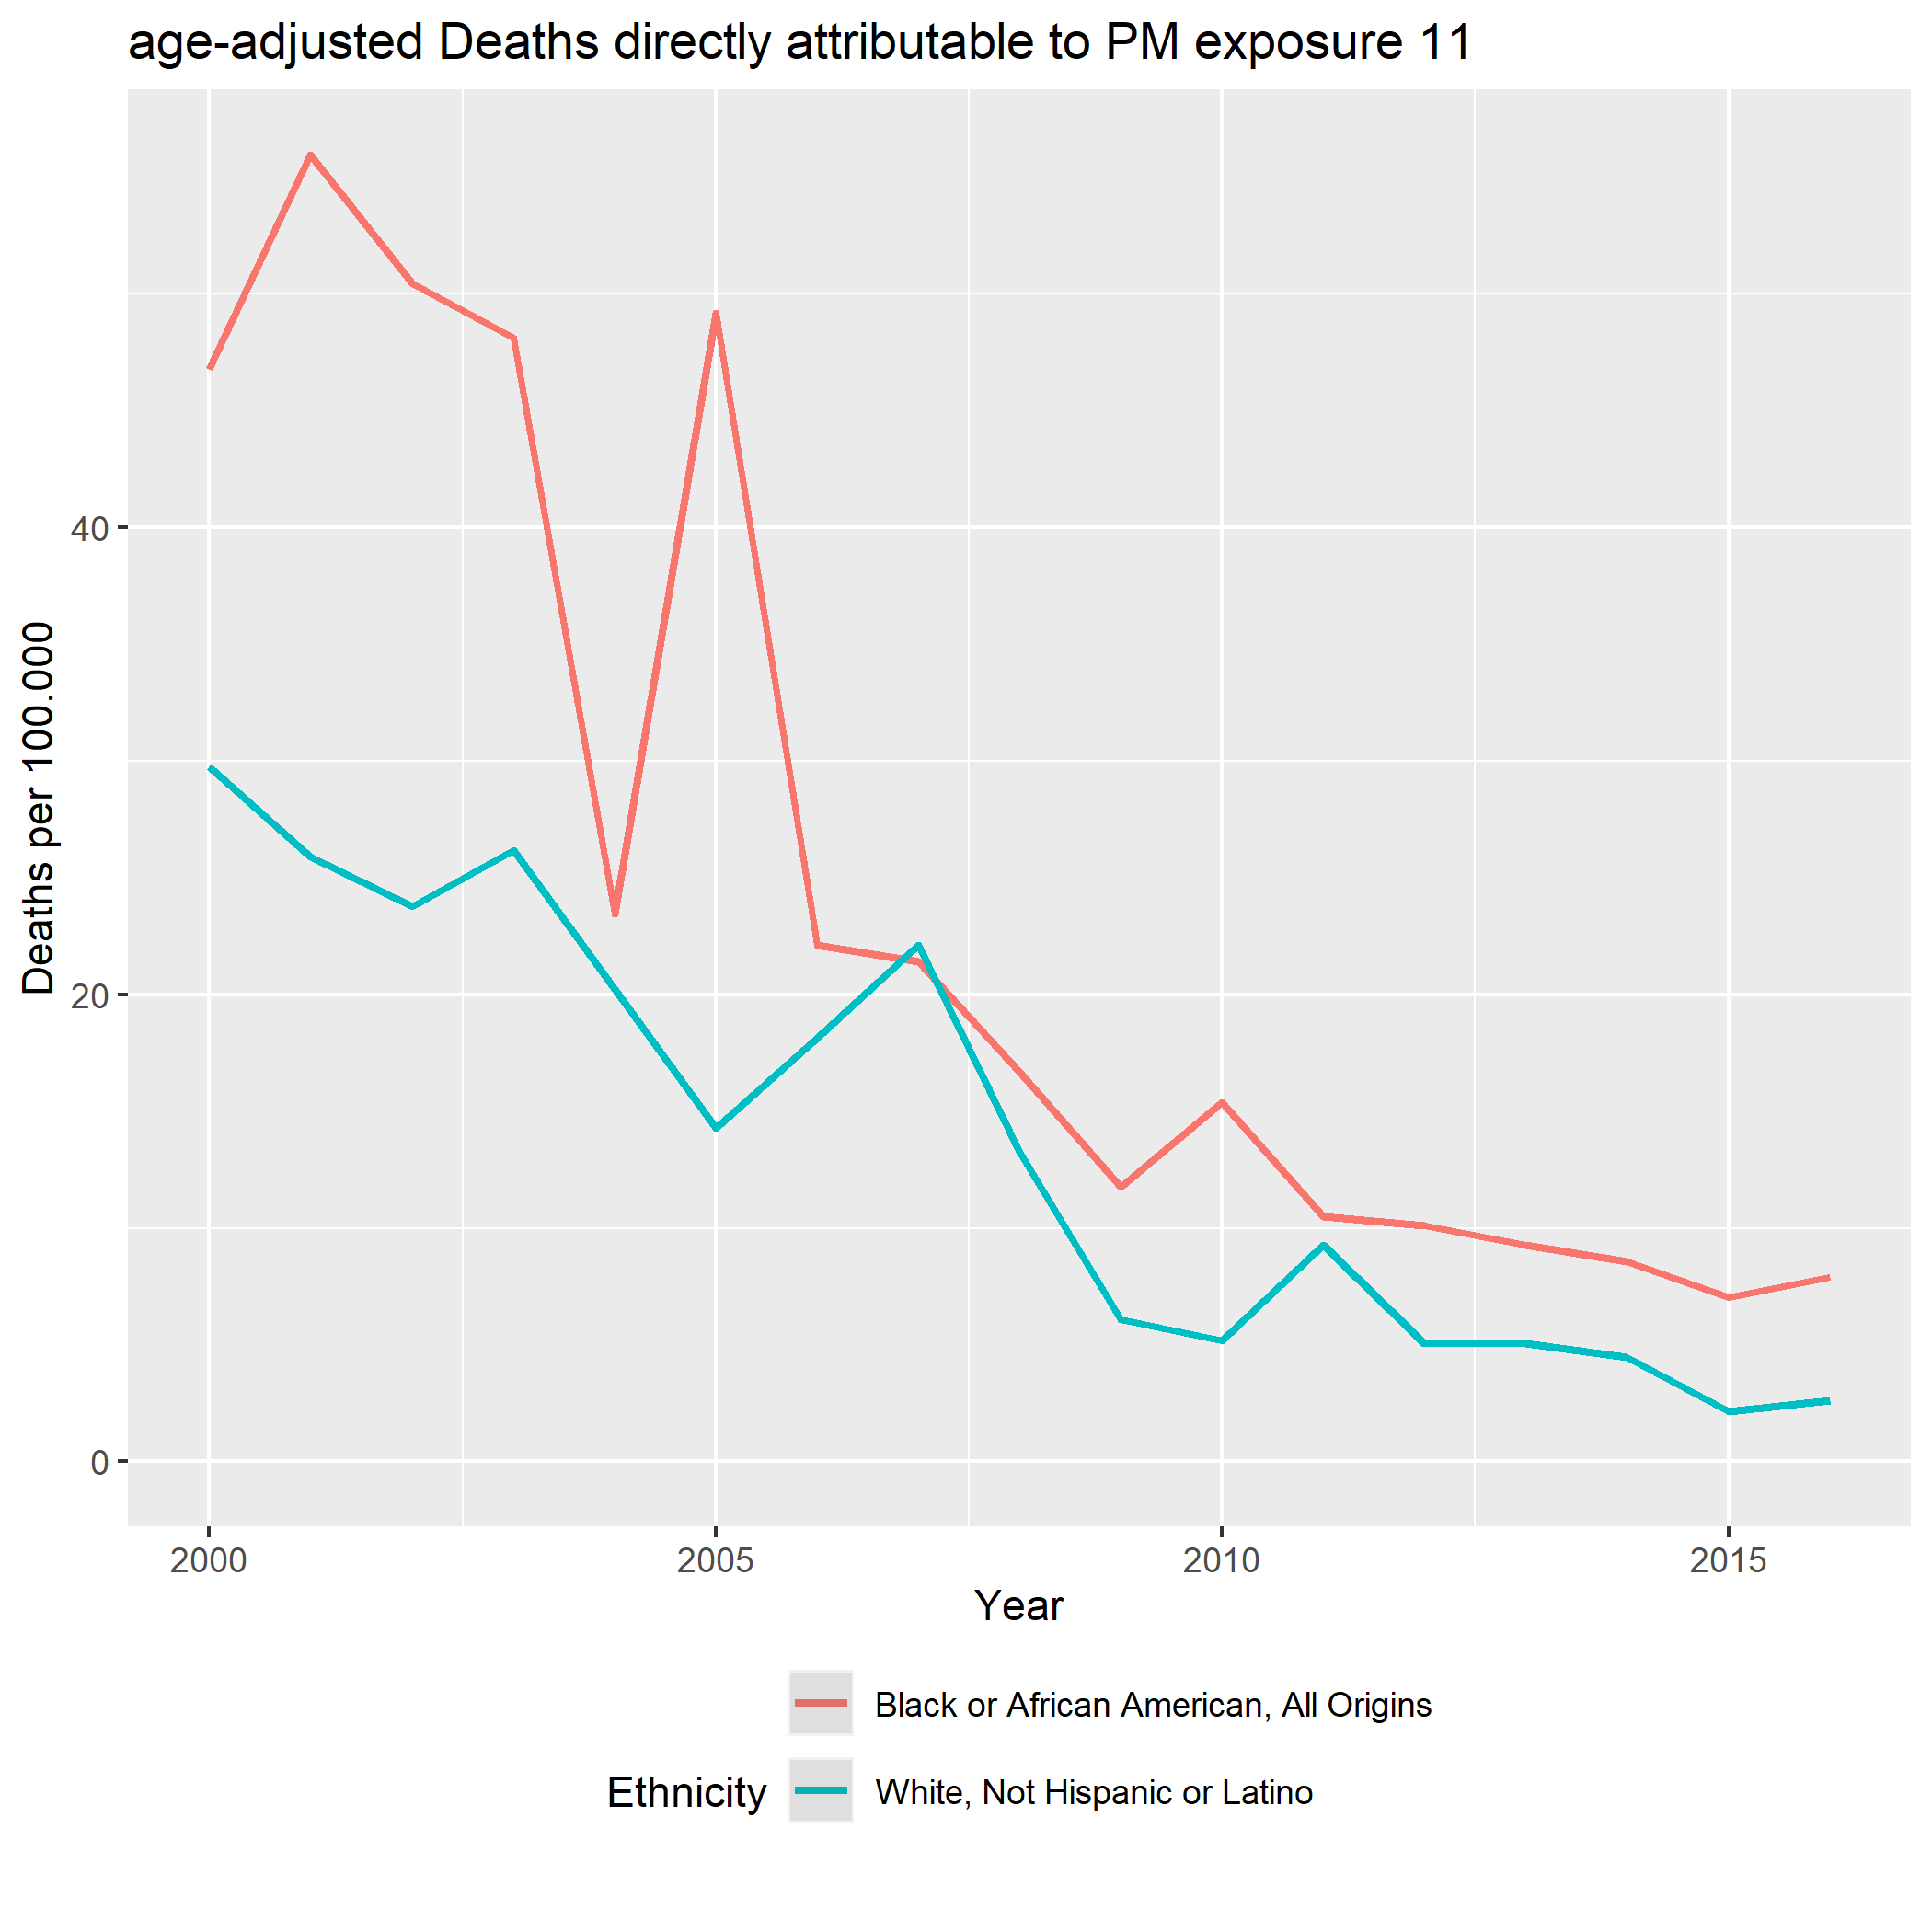 age-adjusted Deaths directly attributable to PM exposure 11
Deaths per 100.000
40
20
0
2000
2005
2010
2015
Year
Ethnicity
Black or African American, All Origins
White, Not Hispanic or Latino